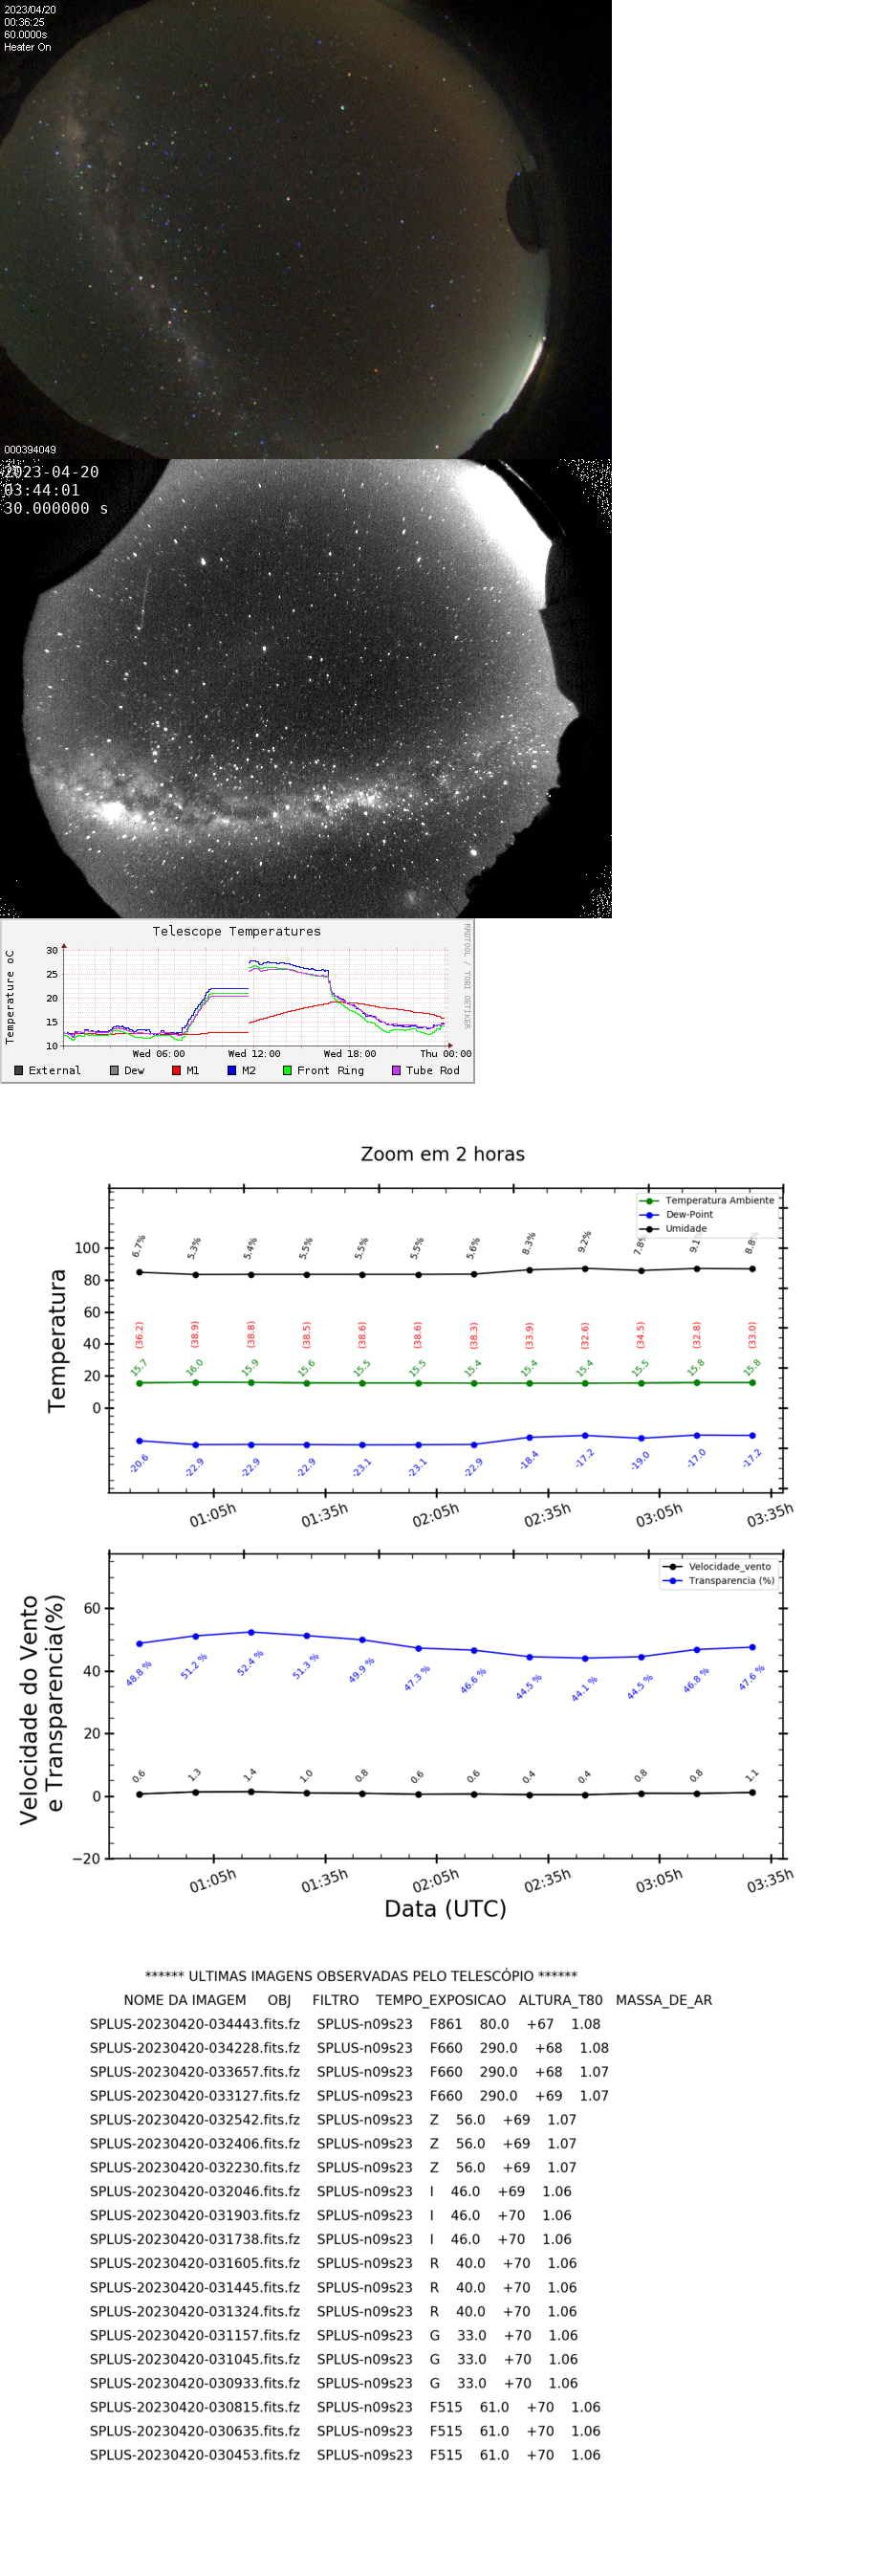 2023/04/20
00:36:25
60.0000s
Heater On
000394049
2023-04-20
03:44:01
30.000000 s
Telescope Temperatures
RRDTOOL / TOBI OETIKER
Temperature oC
30
25
20
15
10
Wed 06:00 Wed 12:00 Wed 18:00 Thu 00:00
External Dew M1 M2 Front Ring Tube Rod
Zoom em 2 horas
Temperatura Ambiente
Dew-Point
Umidade
Temperatura
100
80
60
40
20
0
6.7% 5.3% 5.4% 5.5% 5.5% 5.5% 5.6% 8.3% 9.2% 7.8% 9.1 8.8%
(36.2) (38.9) (38.8) (38.5) (38.6) (38.6) (38.3) (33.9) (32.6) (34.5) (32.8) (33.0)
15.7 16.0 15.9 15.6 15.5 15.5 15.4 15.4 15.4 15.5 15.8 15.8
-20.6 -22.9 -22.9 -22.9 -23.1 -23.1 -22.9 -18.4 -17.2 -19.0 -17.0 -17.2
01:05h 01:35h 02:05h 02:35h 03:05h 03:35h
Velocidade_vento
Transparencia (%)
Velocidade do Vento
e Transparencia(%)
60
40
20
0
−20
48.8 % 51.2 % 52.4 % 51.3 % 49.9 % 47.3 % 46.6 % 44.5 % 44.1 % 44.5 % 46.8 % 47.6 %
0.6 1.3 1.4 1.0 0.8 0.6 0.6 0.4 0.4 0.8 0.8 1.1
01:05h 01:35h 02:05h 02:35h 03:05h 03:35h
Data (UTC)
****** ULTIMAS IMAGENS OBSERVADAS PELO TELESCÓPIO ******
NOME DA IMAGEM OBJ FILTRO TEMPO_EXPOSICAO ALTURA_T80 MASSA_DE_AR
SPLUS-20230420-034443.fits.fz SPLUS-n09s23 F861 80.0 +67 1.08
SPLUS-20230420-034228.fits.fz SPLUS-n09s23 F660 290.0 +68 1.08
SPLUS-20230420-033657.fits.fz SPLUS-n09s23 F660 290.0 +68 1.07
SPLUS-20230420-033127.fits.fz SPLUS-n09s23 F660 290.0 +69 1.07
SPLUS-20230420-032542.fits.fz SPLUS-n09s23 Z 56.0 +69 1.07
SPLUS-20230420-032406.fits.fz SPLUS-n09s23 Z 56.0 +69 1.07
SPLUS-20230420-032230.fits.fz SPLUS-n09s23 Z 56.0 +69 1.07
SPLUS-20230420-032046.fits.fz SPLUS-n09s23 I 46.0 +69 1.06
SPLUS-20230420-031903.fits.fz SPLUS-n09s23 I 46.0 +70 1.06
SPLUS-20230420-031738.fits.fz SPLUS-n09s23 I 46.0 +70 1.06
SPLUS-20230420-031605.fits.fz SPLUS-n09s23 R 40.0 +70 1.06
SPLUS-20230420-031445.fits.fz SPLUS-n09s23 R 40.0 +70 1.06
SPLUS-20230420-031324.fits.fz SPLUS-n09s23 R 40.0 +70 1.06
SPLUS-20230420-031157.fits.fz SPLUS-n09s23 G 33.0 +70 1.06
SPLUS-20230420-031045.fits.fz SPLUS-n09s23 G 33.0 +70 1.06
SPLUS-20230420-030933.fits.fz SPLUS-n09s23 G 33.0 +70 1.06
SPLUS-20230420-030815.fits.fz SPLUS-n09s23 F515 61.0 +70 1.06
SPLUS-20230420-030635.fits.fz SPLUS-n09s23 F515 61.0 +70 1.06
SPLUS-20230420-030453.fits.fz SPLUS-n09s23 F515 61.0 +70 1.06